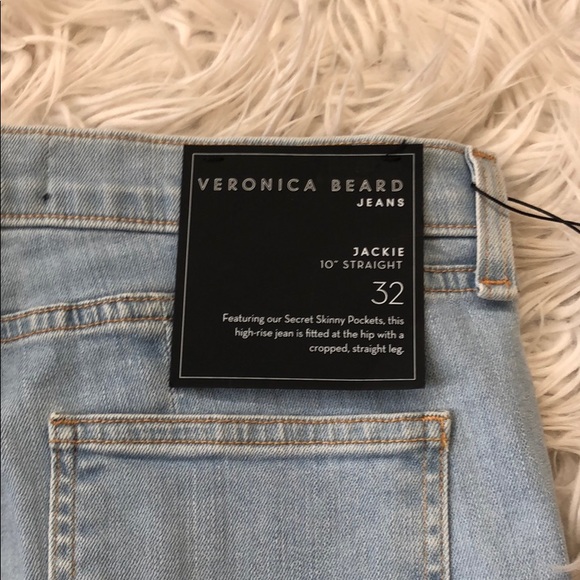 VERONICA BEARD
JEANS
JACKIE
10" STRAIGHT
32
Featuring our Secret Skinny Pockets, this
high-rise jean is fitted at the hip with a
cropped, straight leg.